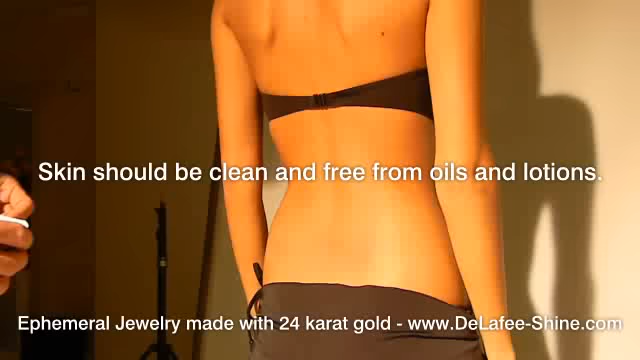 Skin should be clean and free from oils and lotions.
Ephemeral Jewelry made with 24 karat gold - www.DeLafee-Shine.com